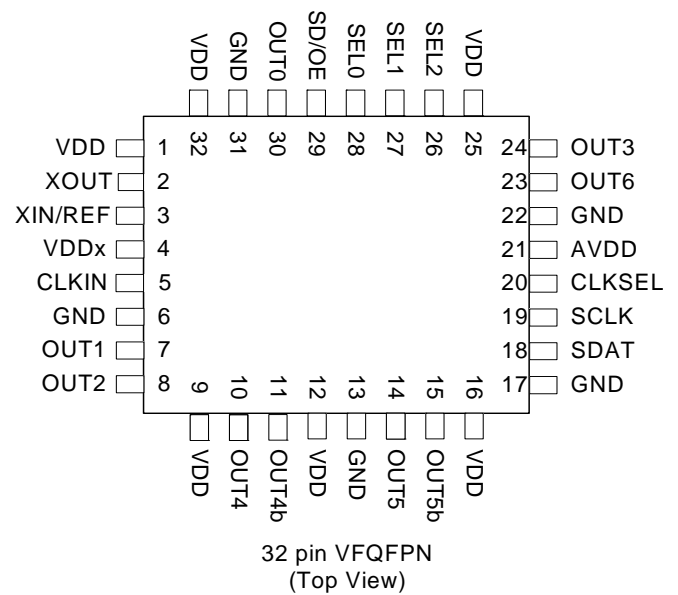 VDD
GND
OUT0
SD/OE
SEL0
SEL1
SEL2
VDD
32
31
30
29
28
27
26
25
VDD 1
XOUT 2
XIN/REF 3
VDDx 4
CLKIN 5
GND 6
OUT1 7
OUT2 8
24 OUT3
23 OUT6
22 GND
21 AVDD
20 CLKSEL
19 SCLK
18 SDAT
17 GND
9
10
11
12
13
14
15
16
VDD
OUT4
OUT4b
VDD
GND
OUT5
OUT5b
VDD
32 pin VFQFPN
(Top View)